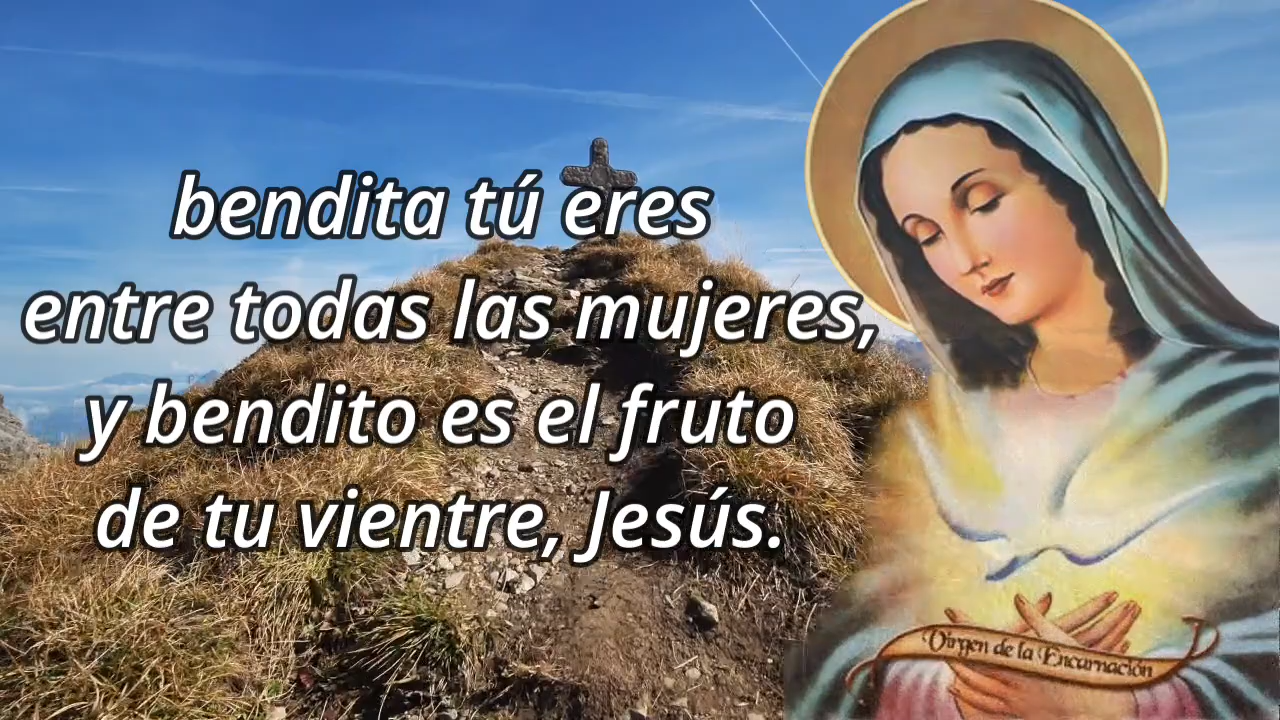 bendita tú eres
entre todas las mujeres,
y bendito es el fruto
de tu vientre, Jesús.
Virgen de la Encarnación